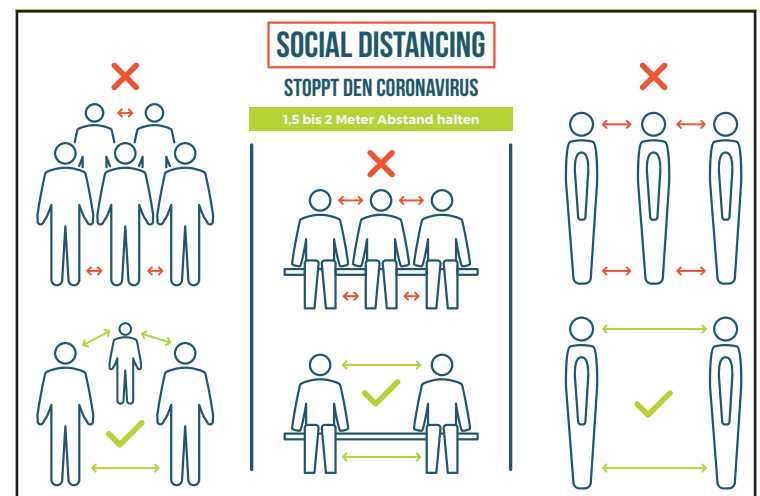 SOCIAL DISTANCING
STOPPT DEN CORONAVIRUS
1,5 bis 2 Meter Abstand halten